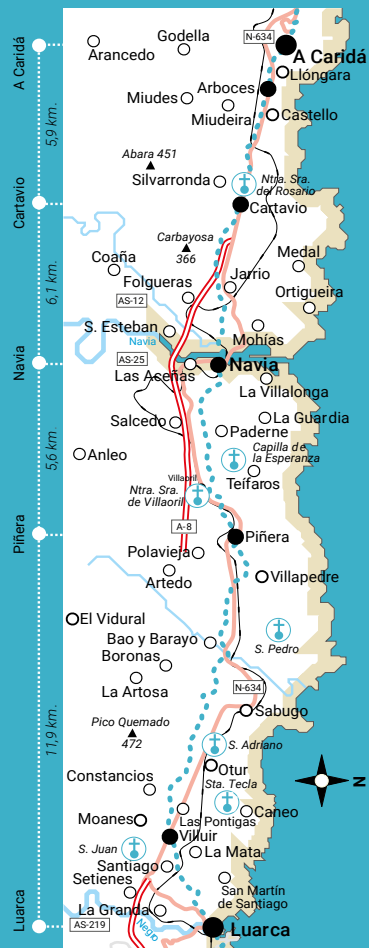 A Caridá
5,9 km.
Cartavio
6,1 km.
Navia
5,6 km.
Piñera
11,9 km.
Luarca
N-634
Godella
Arancedo
A Caridá
Llóngara
Arboces
Miudes
Miudeira
Castello
Abara 451
Silvarronda
Ntra. Sra.
del Rosario
Cartavio
Carbayosa
366
Medal
Coaña
Jarrio
Folgueras
Ortigueira
AS-12
S. Esteban
Navia
Mohías
AS-25
Navia
Las Aceñas
La Villalonga
Salcedo
La Guardia
Paderne
Capilla de
la Esperanza
Anleo
Teifaros
Villaoril
Ntra. Sra.
de Villaoril
A-8
Piñera
Polavieja
Artedo
Villapedre
El Vidural
Bao y Barayo
S. Pedro
Boronas
La Artosa
N-634
Sabugo
Pico Quemado
472
S. Adriano
Otur
Constancios
Sta. Tecla
N
Caneo
Moanes
Las Pontigas
Villuir
S. Juan
La Mata
Santiago
Setienes
San Martín
de Santiago
La Granda
AS-219
Negro
Luarca